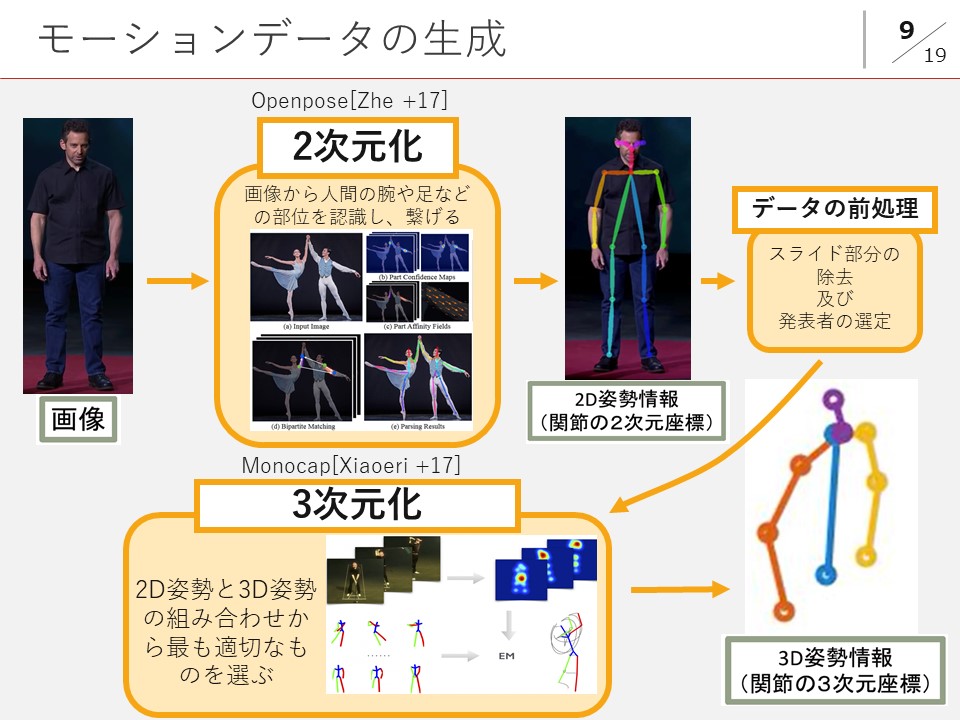 モーションデータの生成
9
19
Openpose[Zhe +17]
2次元化
画像から人間の腕や足など
の部位を認識し、繋げる
(b) Part Confidence Maps
(a) Input Image
(c) Part Affinity Fields
(d) Bipartite Matching
(e) Parsing Results
画像
2D姿勢情報
（関節の２次元座標）
データの前処理
スライド部分の
除去
及び
発表者の選定
Monocap[Xiaoeri +17]
3次元化
2D姿勢と3D姿勢
の組み合わせか
ら最も適切なも
のを選ぶ
......
EM
3D姿勢情報
（関節の３次元座標）